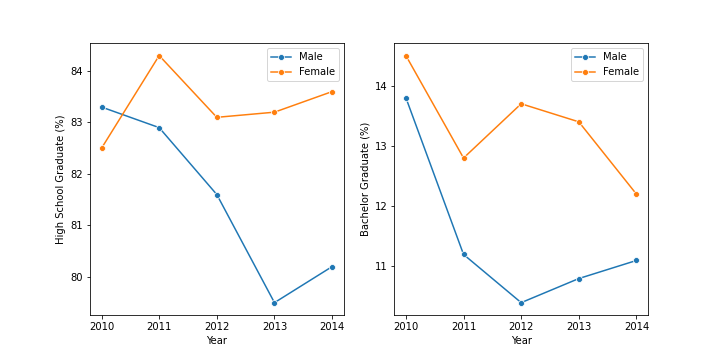 Male
Female
84
83
82
81
80
High School Graduate (%)
2010 2011 2012 2013 2014
Year
Male
Female
14
13
12
11
Bachelor Graduate (%)
2010 2011 2012 2013 2014
Year